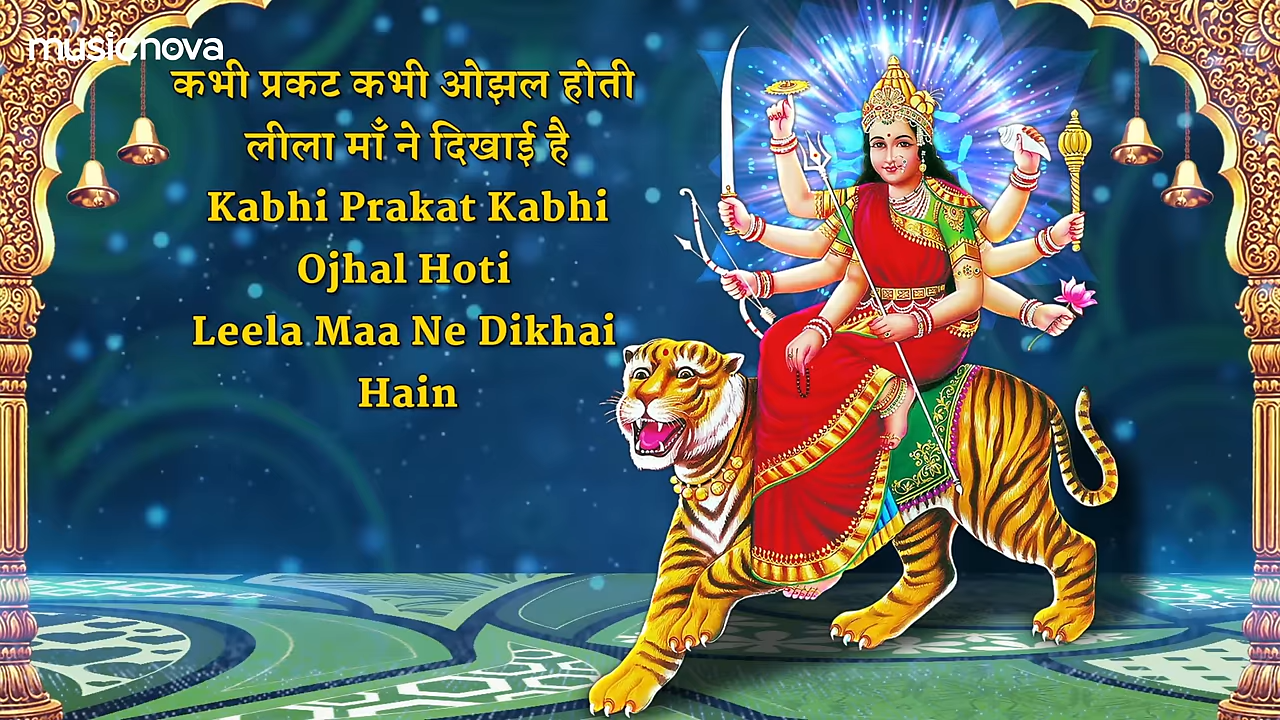 musicnova
कभी प्रकट कभी ओझल होती
लीला माँ ने दिखाई है
Kabhi Prakat Kabhi
Ojhal Hoti
Leela Maa Ne Dikhai
Hain